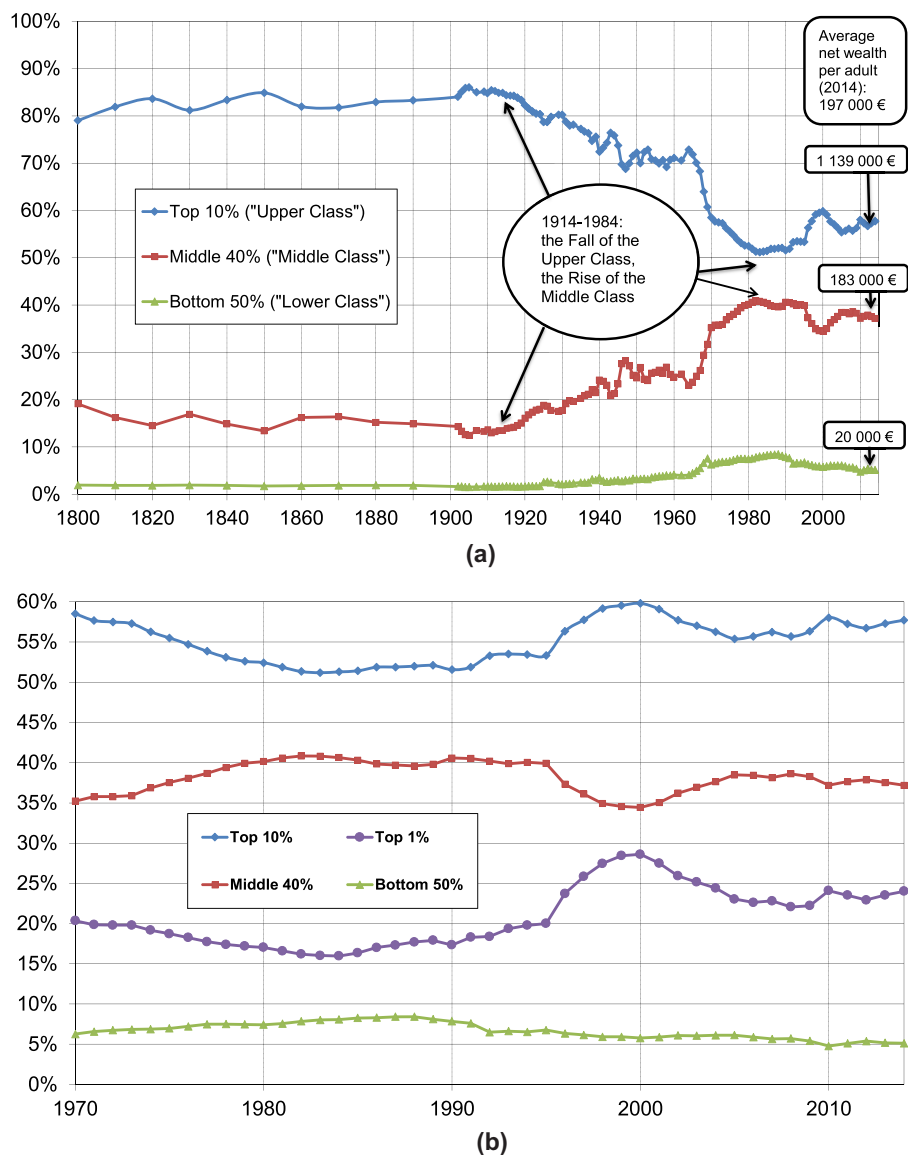 100%
90%
80%
70%
60%
50%
40%
30%
20%
10%
0%
Average
net wealth
per adult
(2014):
197 000 €
1 139 000 €
Top 10% ("Upper Class")
Middle 40% ("Middle Class")
Bottom 50% ("Lower Class")
1914-1984:
the Fall of the
Upper Class,
the Rise of the
Middle Class
183 000 €
20 000 €
1800 1820 1840 1860 1880 1900 1920 1940 1960 1980 2000
(a)
60%
55%
50%
45%
40%
35%
30%
25%
20%
15%
10%
5%
0%
Top 10% Top 1%
Middle 40% Bottom 50%
1970 1980 1990 2000 2010
(b)